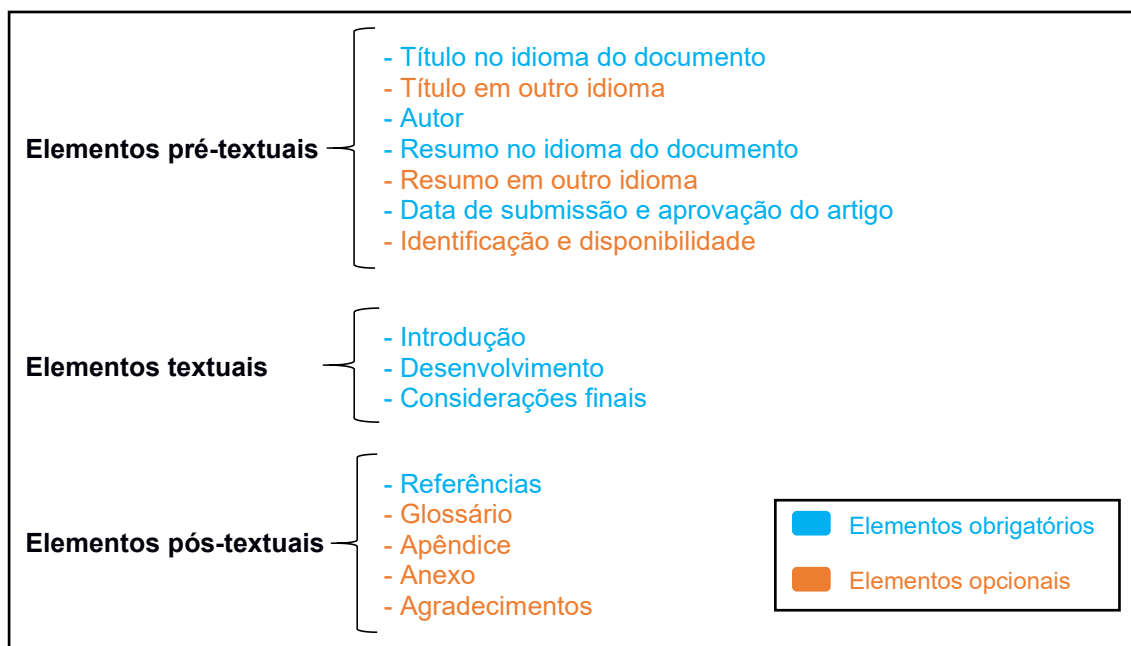 Elementos pré-textuais
- Título no idioma do documento
- Título em outro idioma
- Autor
- Resumo no idioma do documento
- Resumo em outro idioma
- Data de submissão e aprovação do artigo
- Identificação e disponibilidade
Elementos textuais
- Introdução
- Desenvolvimento
- Considerações finais
Elementos pós-textuais
- Referências
- Glossário
- Apêndice
- Anexo
- Agradecimentos
Elementos obrigatórios
Elementos opcionais